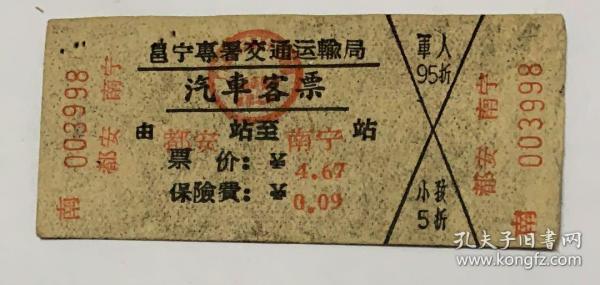 南 003998
都安 南宁
邕宁專署交通运輸局
汽車客票
由 都安 站至 南宁 站
票 价: 4.67
保險費: 0.09
軍人
95折
小孩
5折
都安 南宁
南 003998
孔夫子旧書网
www.kongfz.com